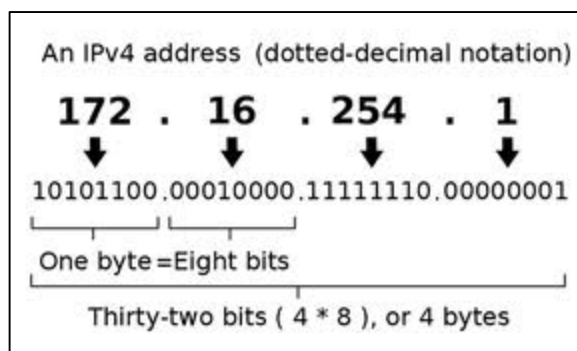 An IPv4 address (dotted-decimal notation)
172 . 16 . 254 . 1
10101100.00010000.11111110.00000001
One byte=Eight bits
Thirty-two bits ( 4 * 8 ), or 4 bytes